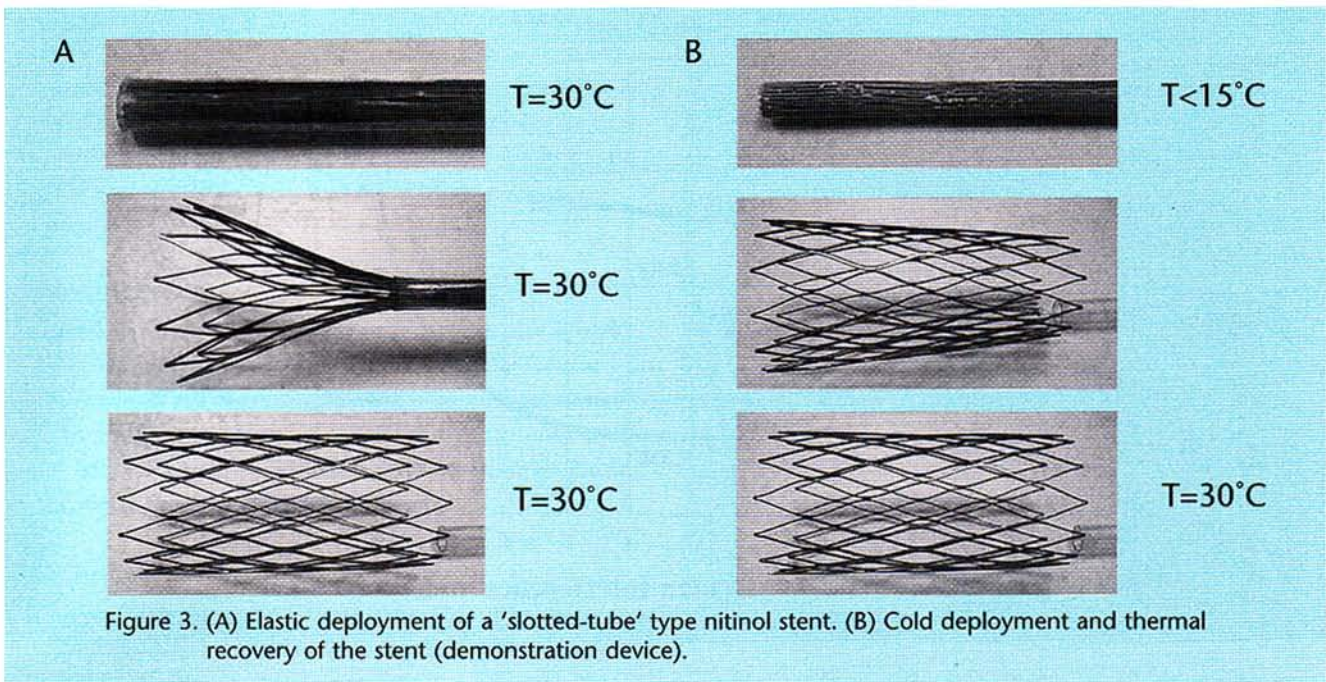 A
T=30°C
T=30°C
T=30°C
B
T<15°C
T=30°C
Figure 3. (A) Elastic deployment of a 'slotted-tube' type nitinol stent. (B) Cold deployment and thermal
recovery of the stent (demonstration device).